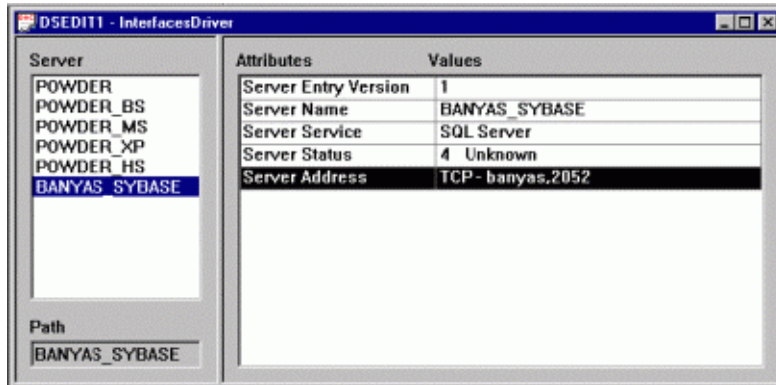 DSEDIT1 - InterfacesDriver
Server
POWDER
POWDER_BS
POWDER_MS
POWDER_XP
POWDER_HS
BANYAS_SYBASE
Path
BANYAS_SYBASE
Attributes Values
Server Entry Version 1
Server Name BANYAS_SYBASE
Server Service SQL Server
Server Status 4 Unknown
Server Address TCP - banyas,2052